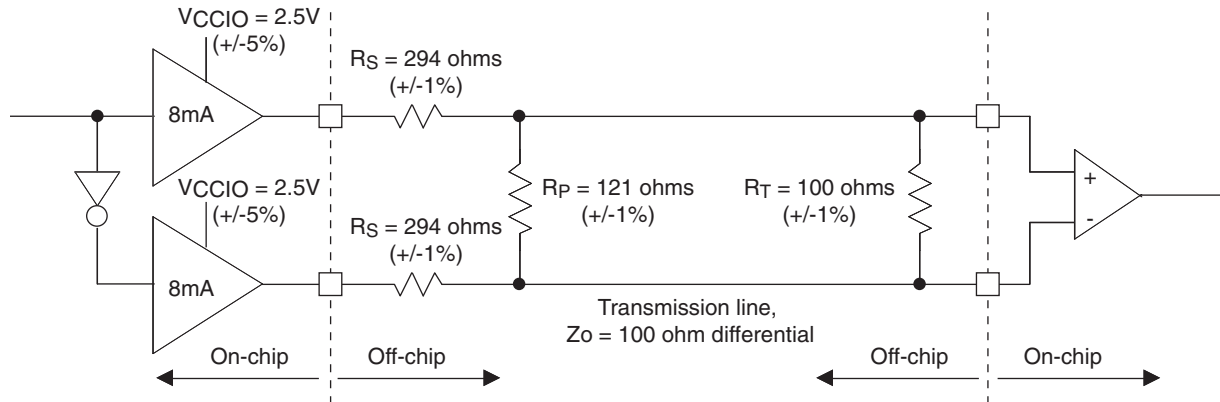 VCCIO = 2.5V
(+/-5%)
8mA
RS = 294 ohms
(+/-1%)
VCCIO = 2.5V
(+/-5%)
8mA
RS = 294 ohms
(+/-1%)
RP = 121 ohms
(+/-1%)
RT = 100 ohms
(+/-1%)
+
-
Transmission line,
Zo = 100 ohm differential
On-chip
Off-chip
Off-chip
On-chip